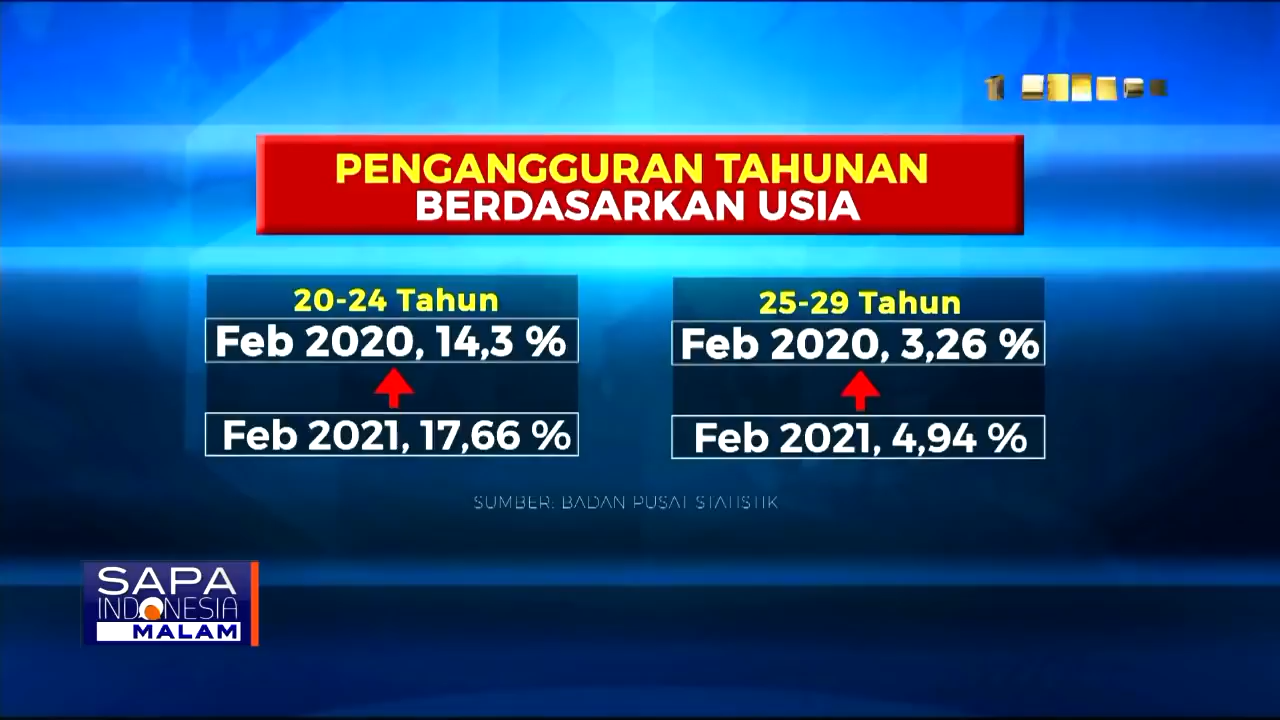 PENGANGGURAN TAHUNAN
BERDASARKAN USIA
20-24 Tahun
Feb 2020, 14,3 %
Feb 2021, 17,66 %
25-29 Tahun
Feb 2020, 3,26 %
Feb 2021, 4,94 %
SUMBER: BADAN PUSAT STATISTIK
SAPA
INDONESIA
MALAM